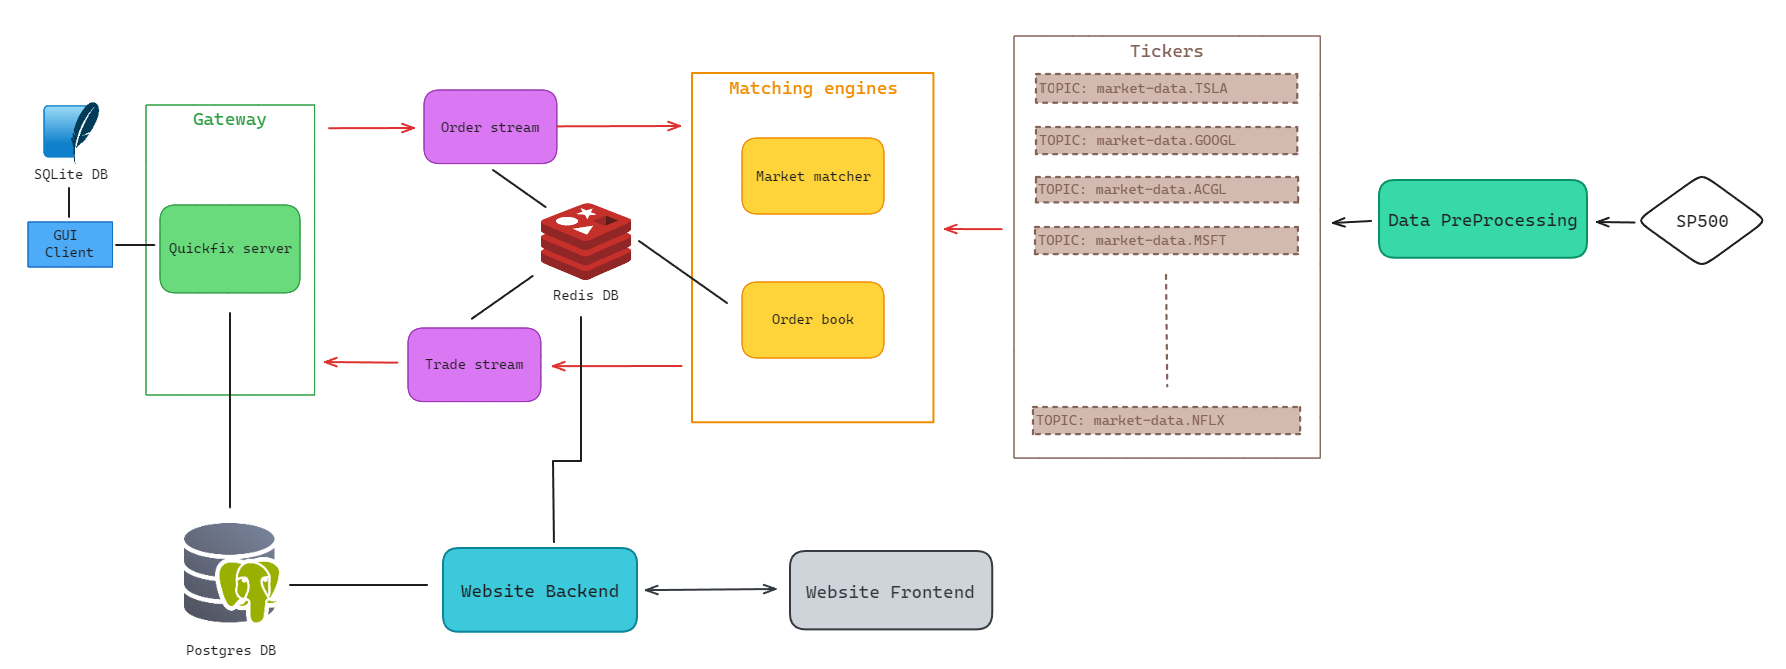 Tickers
TOPIC: market-data.TSLA
TOPIC: market-data.GOOGL
TOPIC: market-data.ACGL
TOPIC: market-data.MSFT
TOPIC: market-data.NFLX
Matching engines
Market matcher
Order book
Gateway
Quickfix server
Order stream
Trade stream
Redis DB
SQLite DB
GUI
Client
Data PreProcessing
SP500
Website Backend
Website Frontend
Postgres DB